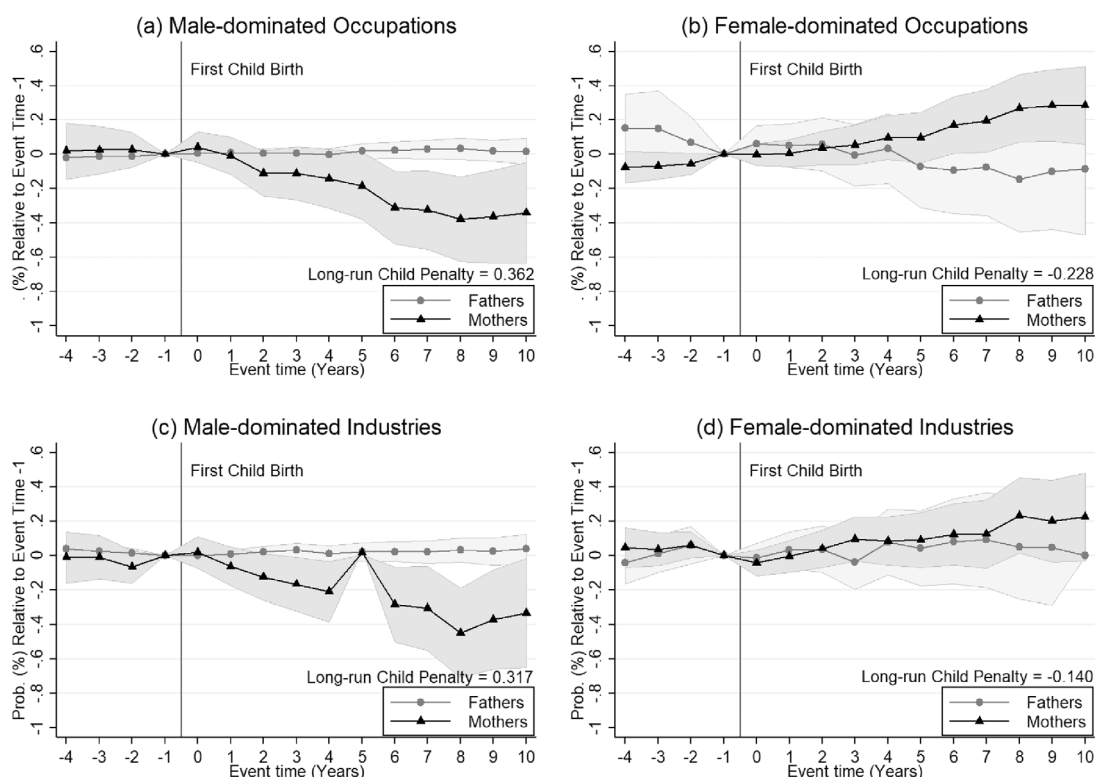 (a) Male-dominated Occupations
. (%) Relative to Event Time -1
.6
.4
.2
0
-.2
-.4
-.6
-.8
-1
First Child Birth
Long-run Child Penalty = 0.362
Fathers
Mothers
-4 -3 -2 -1 0 1 2 3 4 5 6 7 8 9 10
Event time (Years)
(b) Female-dominated Occupations
. (%) Relative to Event Time -1
.6
.4
.2
0
-.2
-.4
-.6
-.8
-1
First Child Birth
Long-run Child Penalty = -0.228
Fathers
Mothers
-4 -3 -2 -1 0 1 2 3 4 5 6 7 8 9 10
Event time (Years)
(c) Male-dominated Industries
Prob. (%) Relative to Event Time -1
.6
.4
.2
0
-.2
-.4
-.6
-.8
-1
First Child Birth
Long-run Child Penalty = 0.317
Fathers
Mothers
-4 -3 -2 -1 0 1 2 3 4 5 6 7 8 9 10
Event time (Years)
(d) Female-dominated Industries
Prob. (%) Relative to Event Time -1
.6
.4
.2
0
-.2
-.4
-.6
-.8
-1
First Child Birth
Long-run Child Penalty = -0.140
Fathers
Mothers
-4 -3 -2 -1 0 1 2 3 4 5 6 7 8 9 10
Event time (Years)